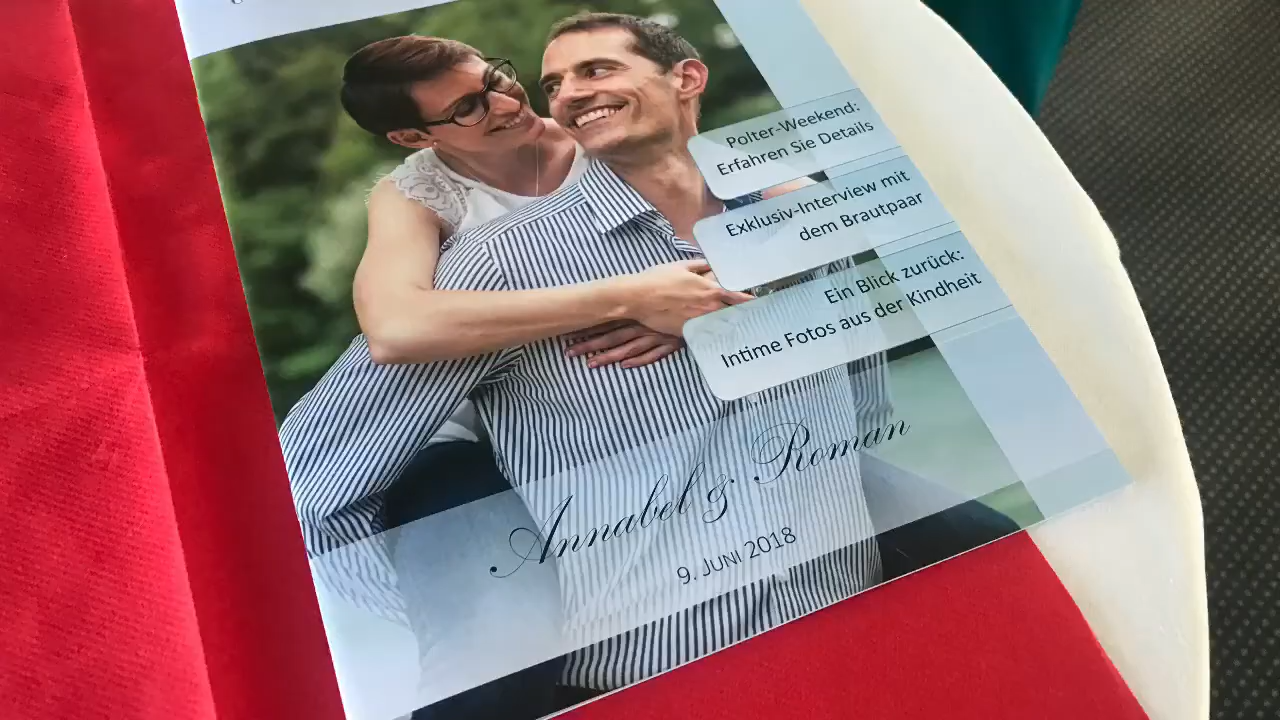 Polter-Weekend:
Erfahren Sie Details
Exklusiv-Interview mit
dem Brautpaar
Ein Blick zurück:
Intime Fotos aus der Kindheit
Annabel & Roman
9. JUNI 2018